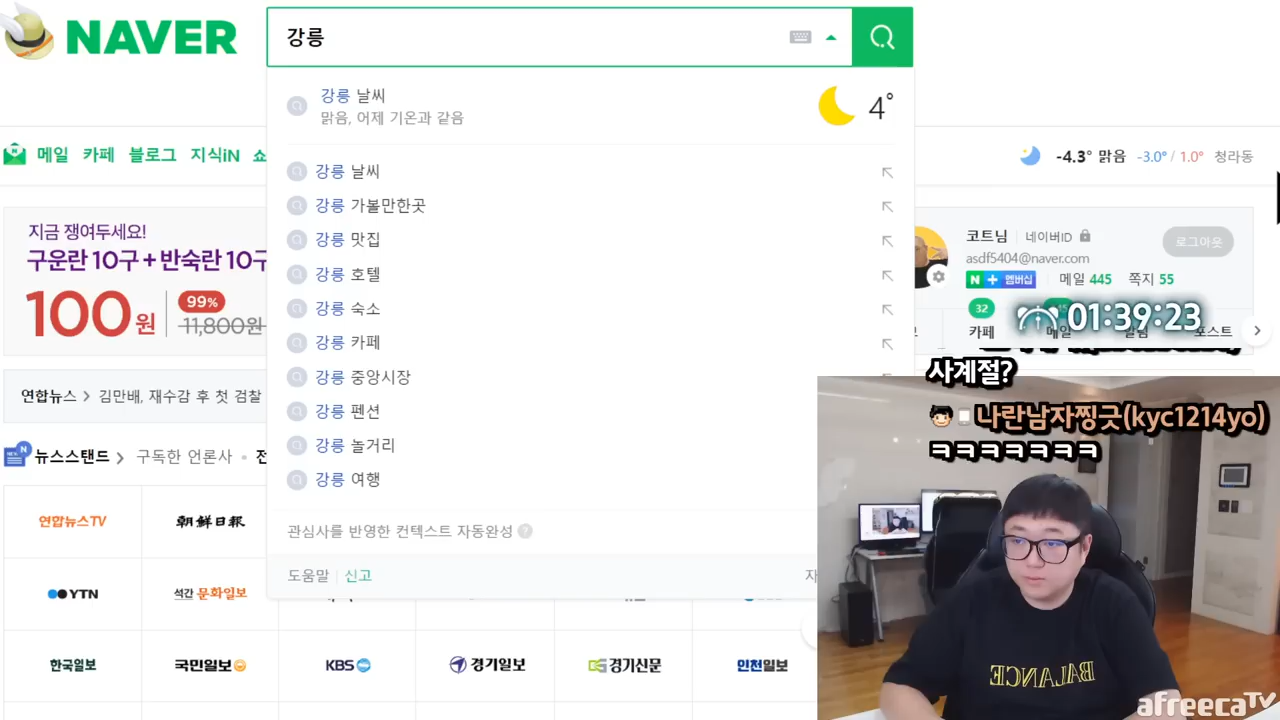 NAVER
강릉
강릉 날씨
맑음, 어제 기온과 같음
4°
메일 카페 블로그 지식iN 쇼
-4.3° 맑음 -3.0° / 1.0° 청라동
강릉 날씨
강릉 가볼만한곳
강릉 맛집
강릉 호텔
강릉 숙소
강릉 카페
강릉 중앙시장
강릉 펜션
강릉 놀거리
강릉 여행
관심사를 반영한 컨텍스트 자동완성 ?
도움말 신고 자
지금 쟁여두세요!
구운란 10구+반숙란 10구
100원 99% 11,800원
코트님 네이버ID
로그아웃
asdf5404@naver.com
N + 멤버십 메일 445 쪽지 55
32
카페 메일 알림 포스트
01:39:23
연합뉴스 > 김만배, 재수감 후 첫 검찰
뉴스스탠드 > 구독한 언론사 전
연합뉴스TV 朝鮮日報
YTN 석간 문화일보
한국일보 국민일보 KBS 경기일보 경기신문 인천일보
사계절?
나란남자찡긋(kyc1214yo)
ㅋㅋㅋㅋㅋㅋㅋ
BALANCE
afreecaTV